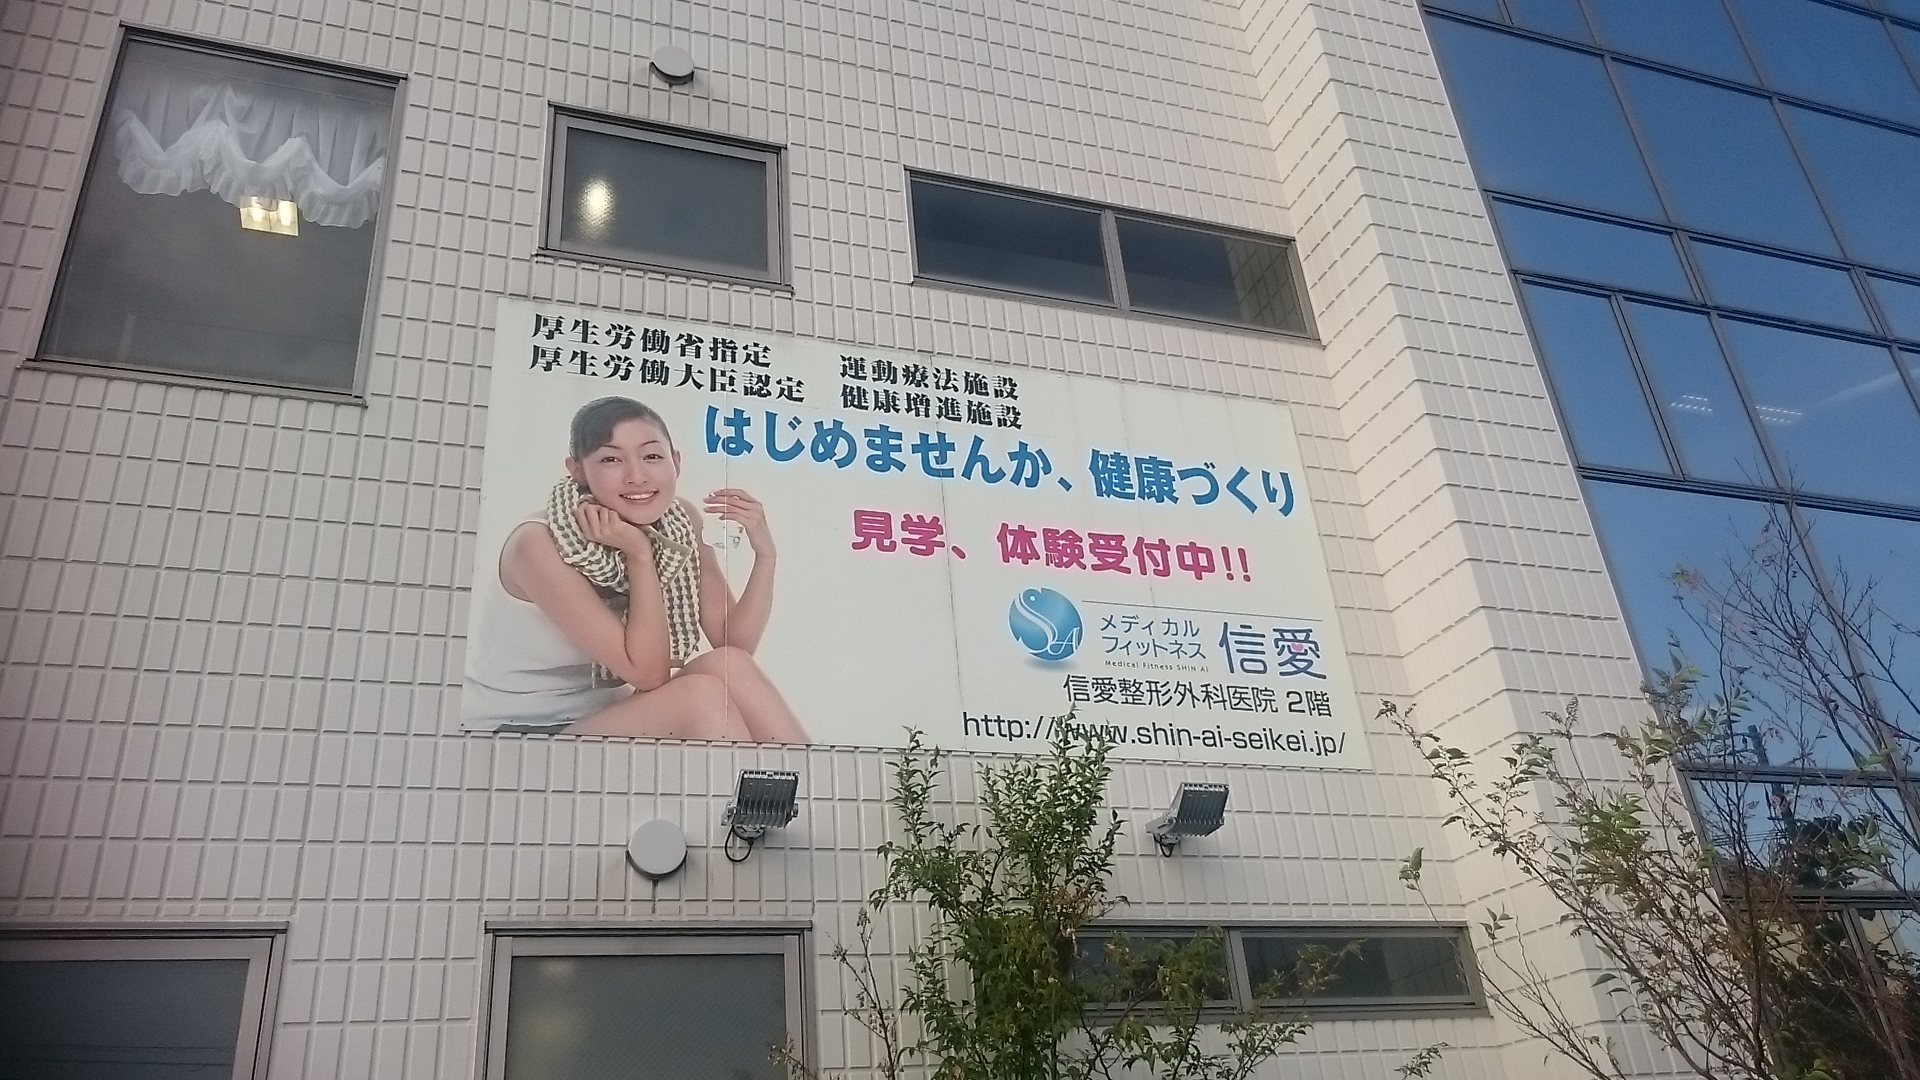 厚生労働省指定　運動療法施設
厚生労働大臣認定　健康増進施設
はじめませんか、健康づくり
見学、体験受付中!!
SA
メディカル
フィットネス
信愛
Medical Fitness SHIN AI
信愛整形外科医院 2階
http://www.shin-ai-seikei.jp/